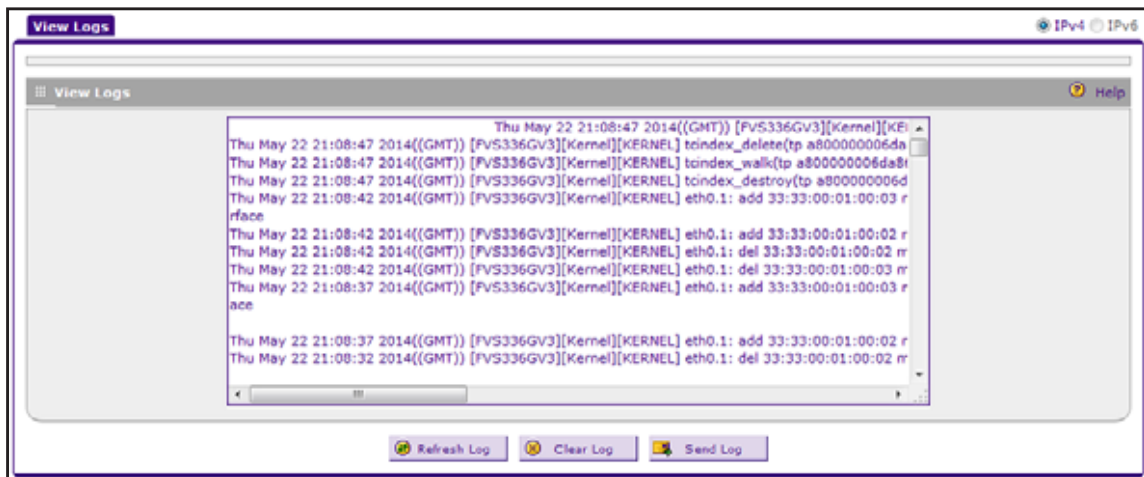 View Logs
IPv4 IPv6
View Logs
Help
Thu May 22 21:08:47 2014((GMT)) [FVS336GV3][Kernel][KE
Thu May 22 21:08:47 2014((GMT)) [FVS336GV3][Kernel][KERNEL] tcindex_delete(tp a800000006da
Thu May 22 21:08:47 2014((GMT)) [FVS336GV3][Kernel][KERNEL] tcindex_walk(tp a800000006da8
Thu May 22 21:08:47 2014((GMT)) [FVS336GV3][Kernel][KERNEL] tcindex_destroy(tp a800000006d
Thu May 22 21:08:42 2014((GMT)) [FVS336GV3][Kernel][KERNEL] eth0.1: add 33:33:00:01:00:03 r
rface
Thu May 22 21:08:42 2014((GMT)) [FVS336GV3][Kernel][KERNEL] eth0.1: add 33:33:00:01:00:02 r
Thu May 22 21:08:42 2014((GMT)) [FVS336GV3][Kernel][KERNEL] eth0.1: del 33:33:00:01:00:02 m
Thu May 22 21:08:42 2014((GMT)) [FVS336GV3][Kernel][KERNEL] eth0.1: del 33:33:00:01:00:03 m
Thu May 22 21:08:37 2014((GMT)) [FVS336GV3][Kernel][KERNEL] eth0.1: add 33:33:00:01:00:03 r
ace
Thu May 22 21:08:37 2014((GMT)) [FVS336GV3][Kernel][KERNEL] eth0.1: add 33:33:00:01:00:02 r
Thu May 22 21:08:32 2014((GMT)) [FVS336GV3][Kernel][KERNEL] eth0.1: del 33:33:00:01:00:02 m
Refresh Log
Clear Log
Send Log